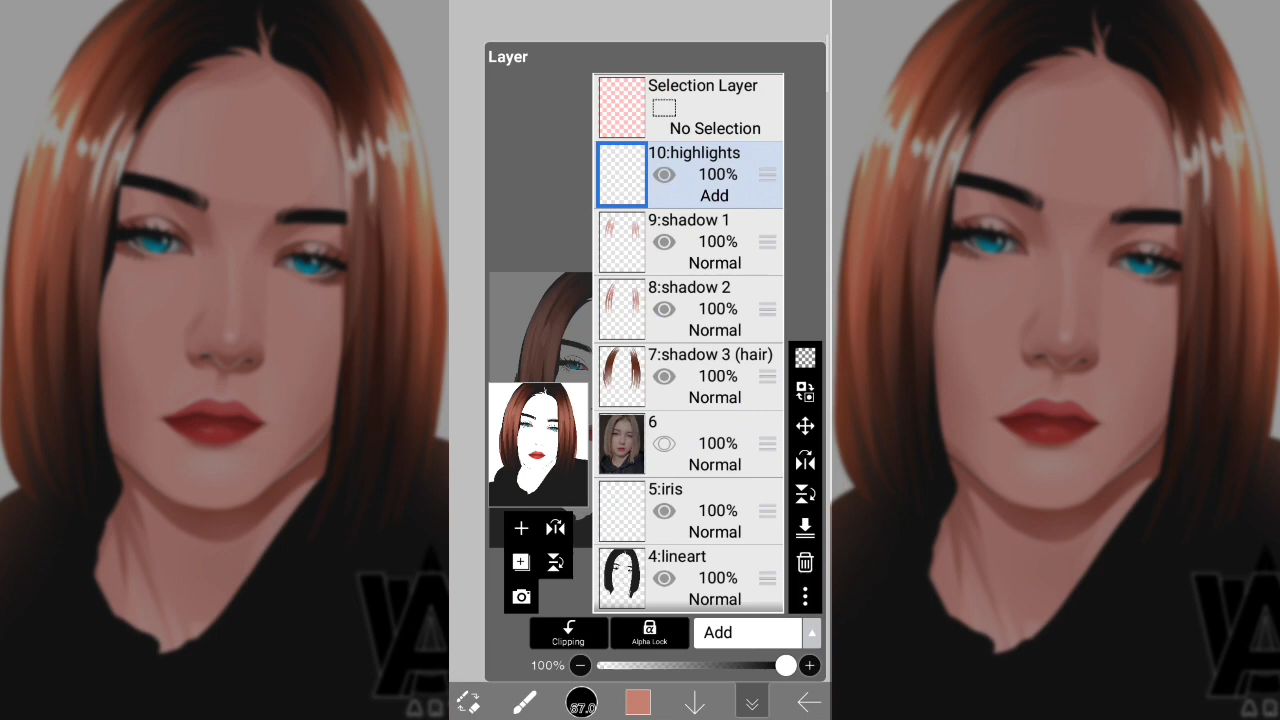 Layer
Selection Layer
No Selection
10:highlights
100%
Add
9:shadow 1
100%
Normal
8:shadow 2
100%
Normal
7:shadow 3 (hair)
100%
Normal
6
100%
Normal
5:iris
100%
Normal
4:lineart
100%
Normal
Clipping
Alpha Lock
Add
100%
67.0